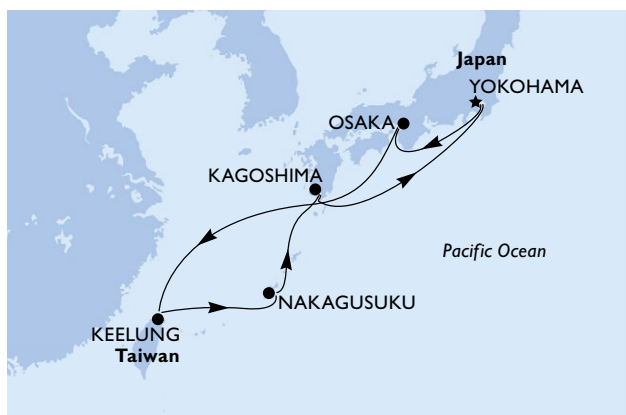 Japan
YOKOHAMA
OSAKA
KAGOSHIMA
Pacific Ocean
NAKAGUSUKU
KEELUNG
Taiwan